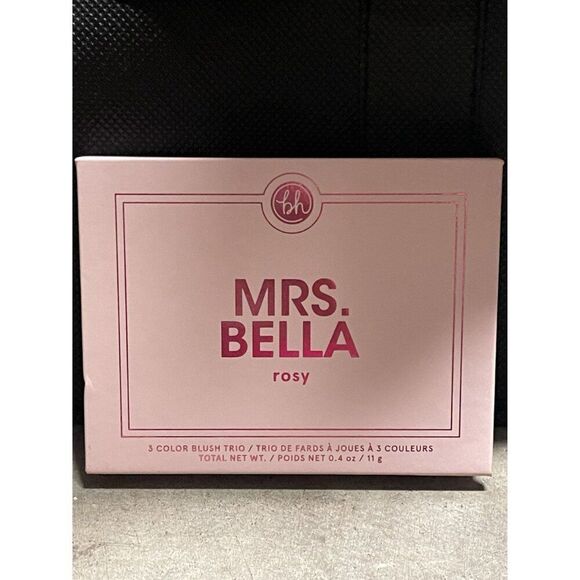 bh
MRS.
BELLA
rosy
3 COLOR BLUSH TRIO / TRIO DE FARDS À JOUES À 3 COULEURS
TOTAL NET WT. / POIDS NET 0.4 oz / 11 g